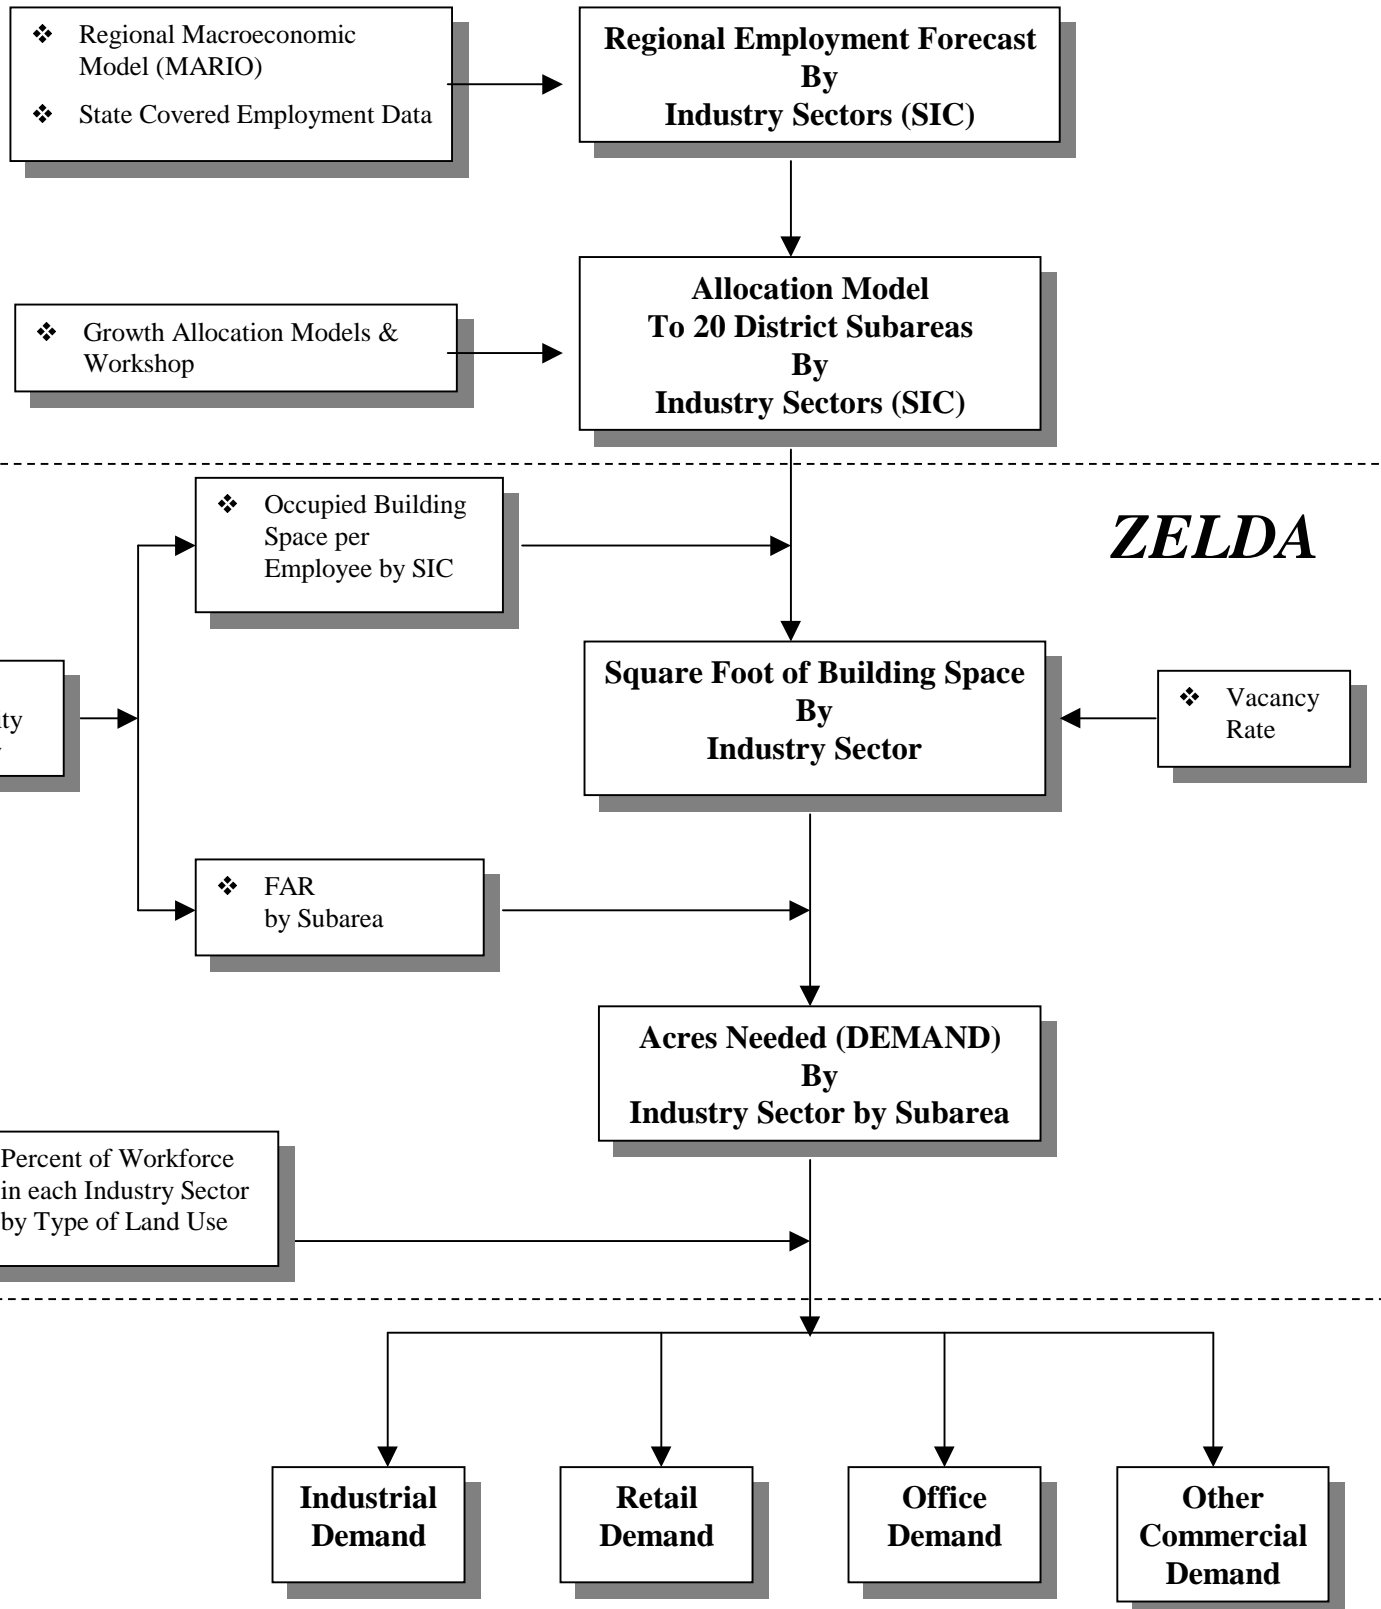 ❖ Regional Macroeconomic
Model (MARIO)
❖ State Covered Employment Data
Regional Employment Forecast
By
Industry Sectors (SIC)
❖ Growth Allocation Models &
Workshop
Allocation Model
To 20 District Subareas
By
Industry Sectors (SIC)
ZELDA
❖ Occupied Building
Space per
Employee by SIC
Square Foot of Building Space
By
Industry Sector
❖ Vacancy
Rate
❖ FAR
by Subarea
Acres Needed (DEMAND)
By
Industry Sector by Subarea
Percent of Workforce
in each Industry Sector
by Type of Land Use
Industrial
Demand
Retail
Demand
Office
Demand
Other
Commercial
Demand